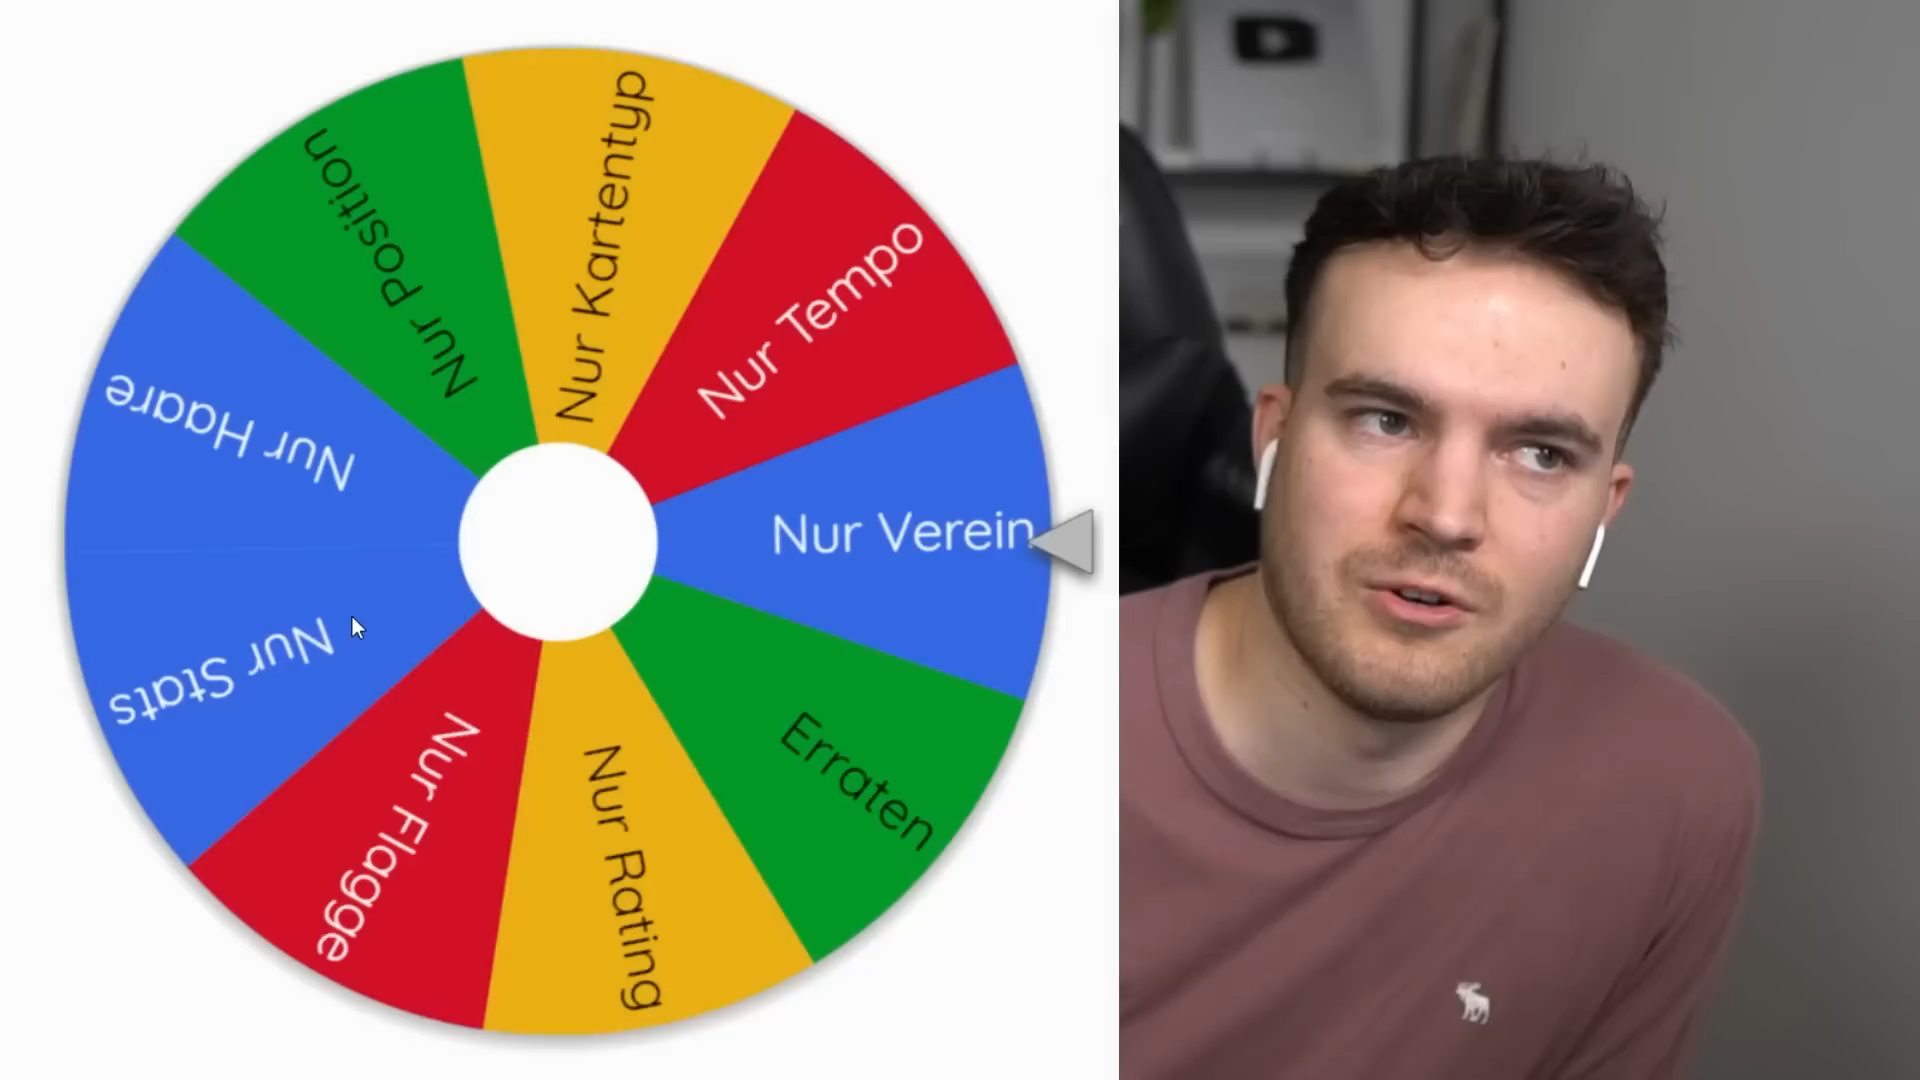 Nur Kartentyp
Nur Tempo
Nur Verein
Erraten
Nur Rating
Nur Flagge
Nur Stats
Nur Haare
Nur Position